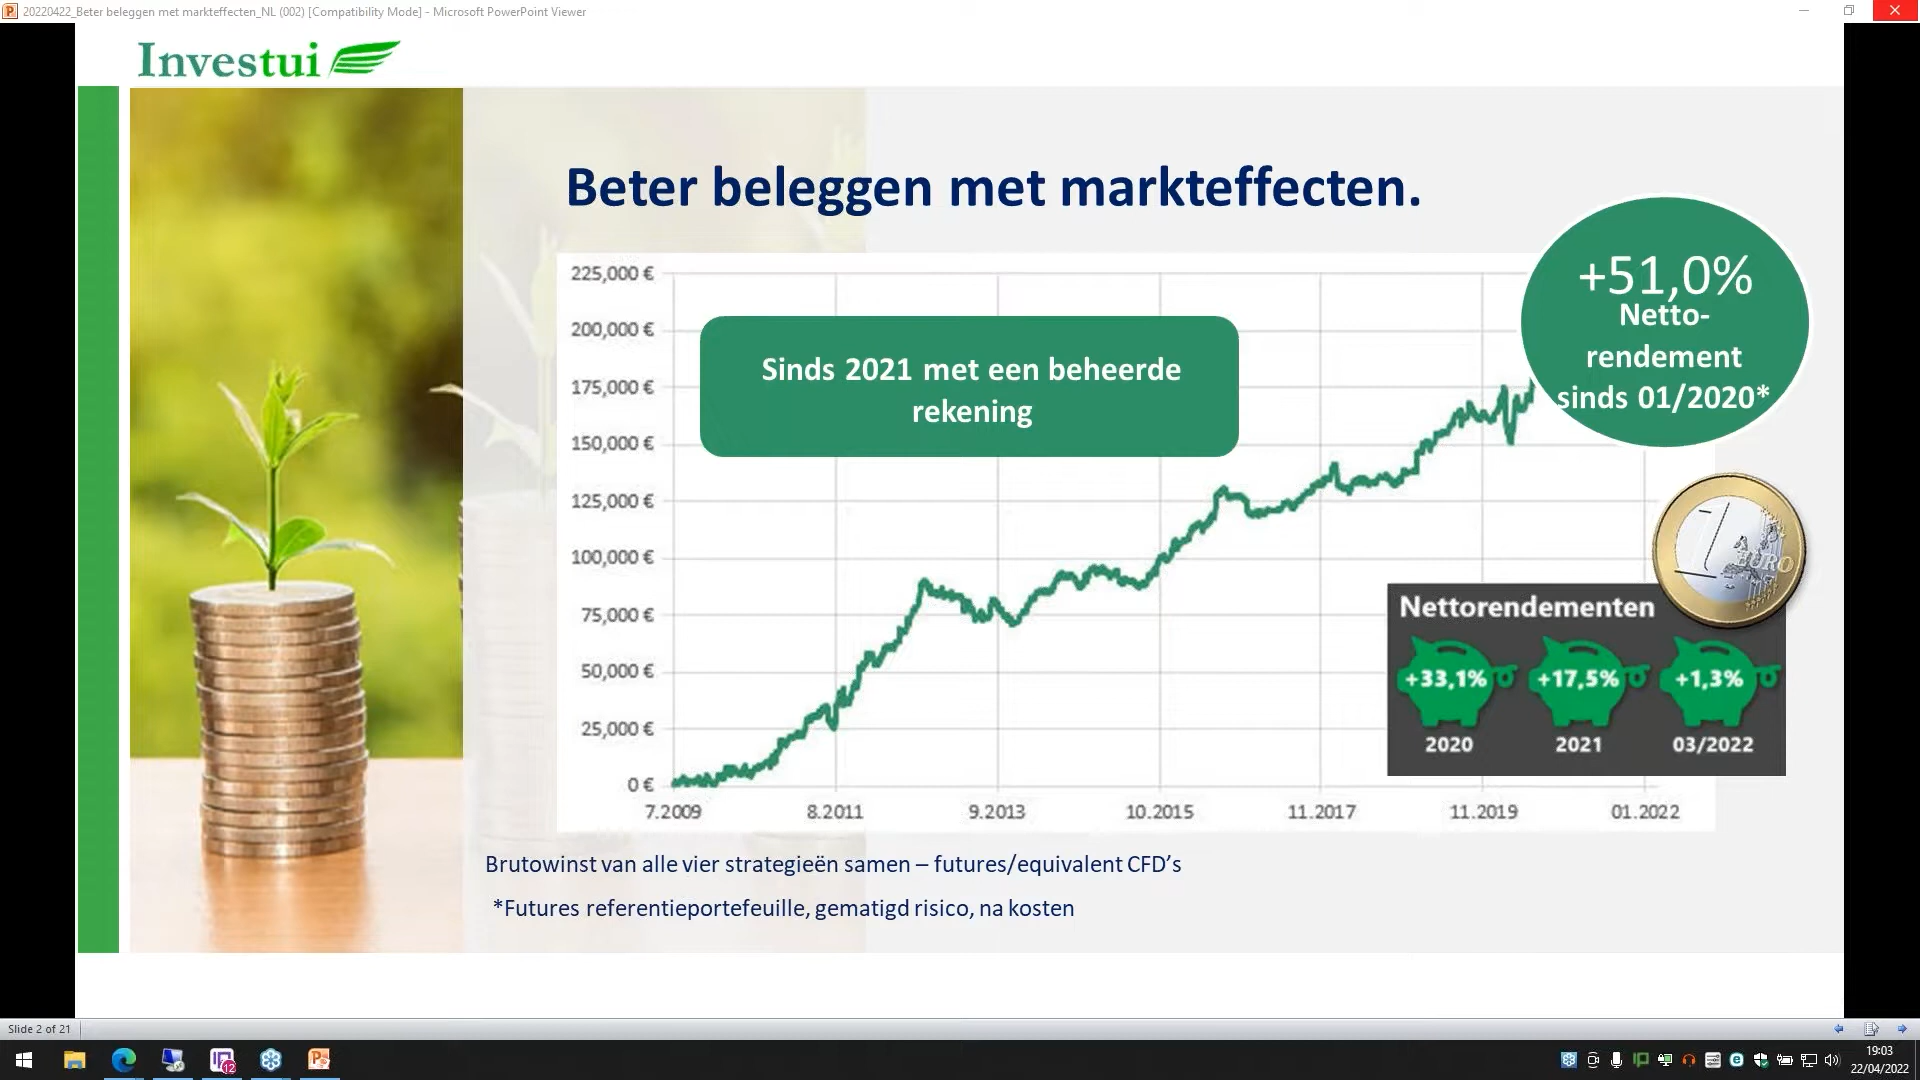 20220422_Beter beleggen met markteffecten_NL (002) [Compatibility Mode] - Microsoft PowerPoint Viewer
Investui
Beter beleggen met markteffecten.
+51,0%
Netto-
rendement
sinds 01/2020*
Sinds 2021 met een beheerde
rekening
225,000 €
200,000 €
175,000 €
150,000 €
125,000 €
100,000 €
75,000 €
50,000 €
25,000 €
0 €
7.2009
8.2011
9.2013
10.2015
11.2017
11.2019
01.2022
1 EURO
Nettorendementen
+33,1% +17,5% +1,3%
2020 2021 03/2022
Brutowinst van alle vier strategieën samen – futures/equivalent CFD’s
*Futures referentieportefeuille, gematigd risico, na kosten
Slide 2 of 21
12
19:03
22/04/2022